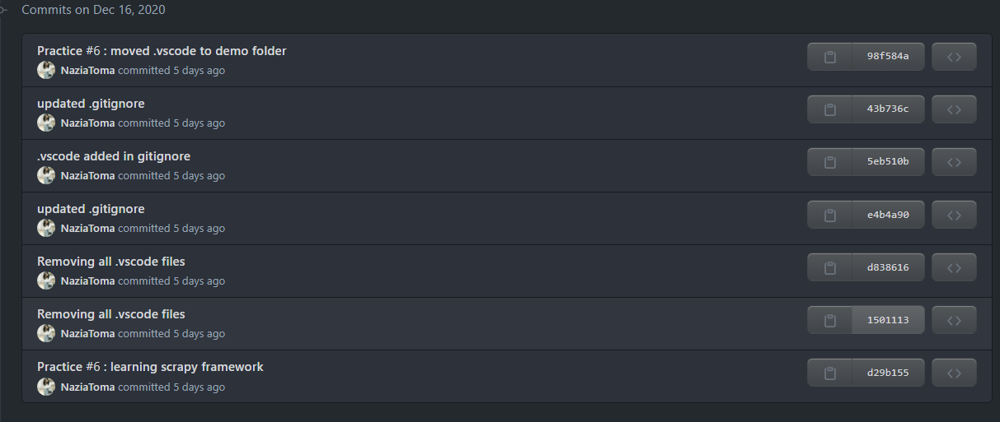 Commits on Dec 16, 2020
Practice #6 : moved .vscode to demo folder
98f584a
NaziaToma committed 5 days ago
updated .gitignore
43b736c
NaziaToma committed 5 days ago
.vscode added in gitignore
5eb510b
NaziaToma committed 5 days ago
updated .gitignore
e4b4a90
NaziaToma committed 5 days ago
Removing all .vscode files
d838616
NaziaToma committed 5 days ago
Removing all .vscode files
1501113
NaziaToma committed 5 days ago
Practice #6 : learning scrapy framework
d29b155
NaziaToma committed 5 days ago